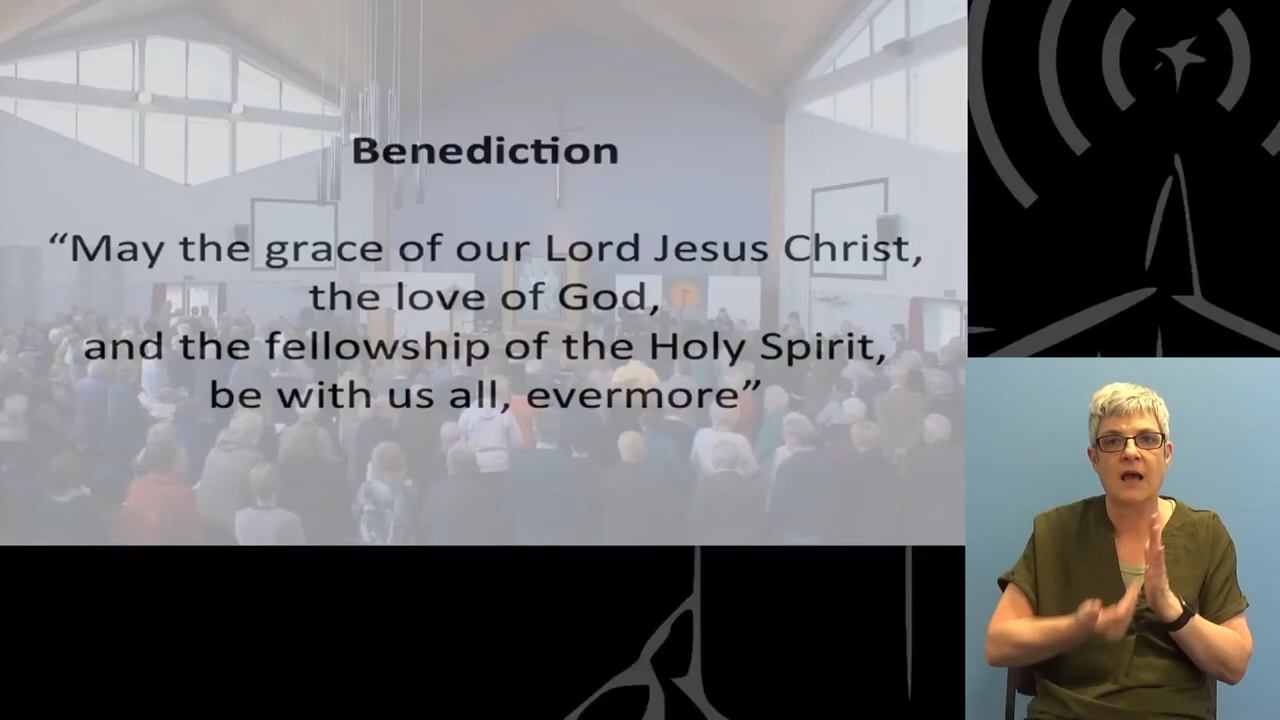 Benediction
“May the grace of our Lord Jesus Christ,
the love of God,
and the fellowship of the Holy Spirit,
be with us all, evermore”